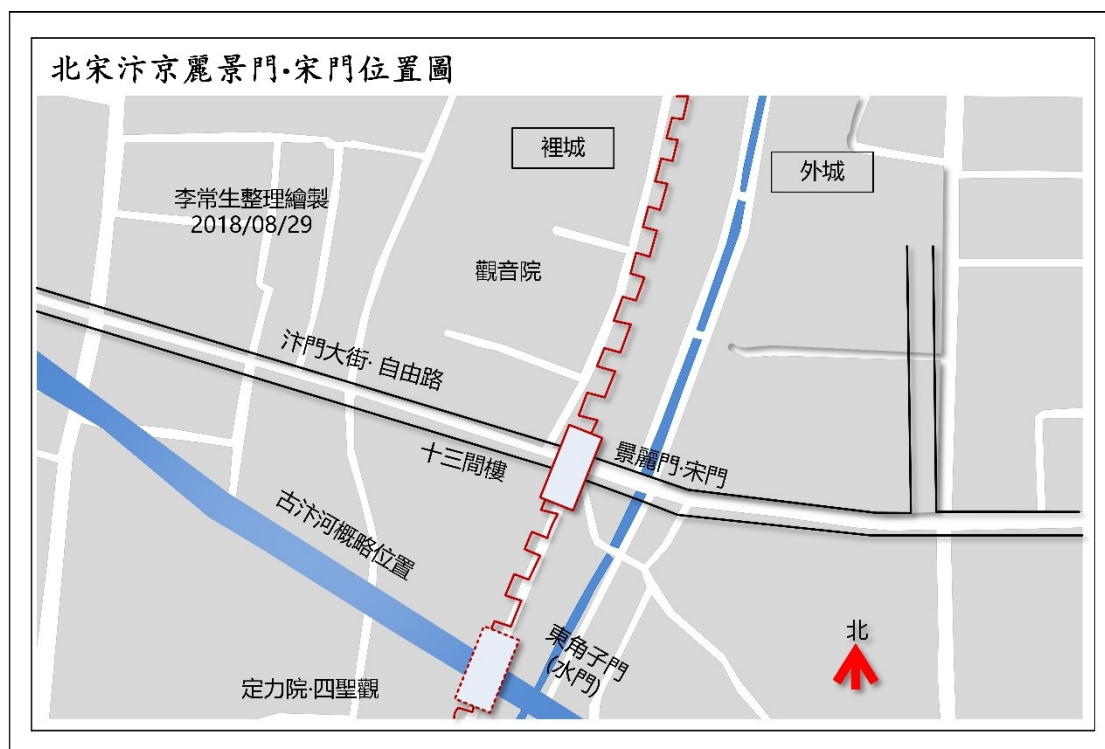 北宋汴京麗景門·宋門位置圖
裡城
外城
李常生整理繪製
2018/08/29
觀音院
汴門大街·自由路
十三間樓
景麗門·宋門
古汴河概略位置
東角子門
(水門)
北
定力院·四聖觀